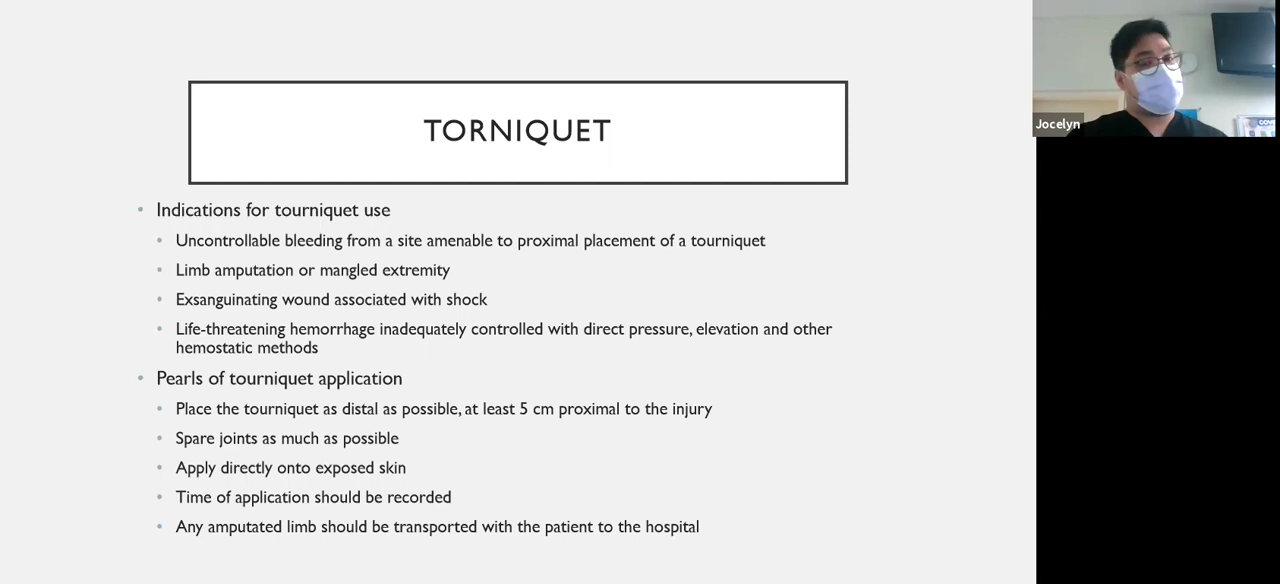 TORNIQUET
• Indications for tourniquet use
• Uncontrollable bleeding from a site amenable to proximal placement of a tourniquet
• Limb amputation or mangled extremity
• Exsanguinating wound associated with shock
• Life-threatening hemorrhage inadequately controlled with direct pressure, elevation and other
hemostatic methods
• Pearls of tourniquet application
• Place the tourniquet as distal as possible, at least 5 cm proximal to the injury
• Spare joints as much as possible
• Apply directly onto exposed skin
• Time of application should be recorded
• Any amputated limb should be transported with the patient to the hospital
Jocelyn